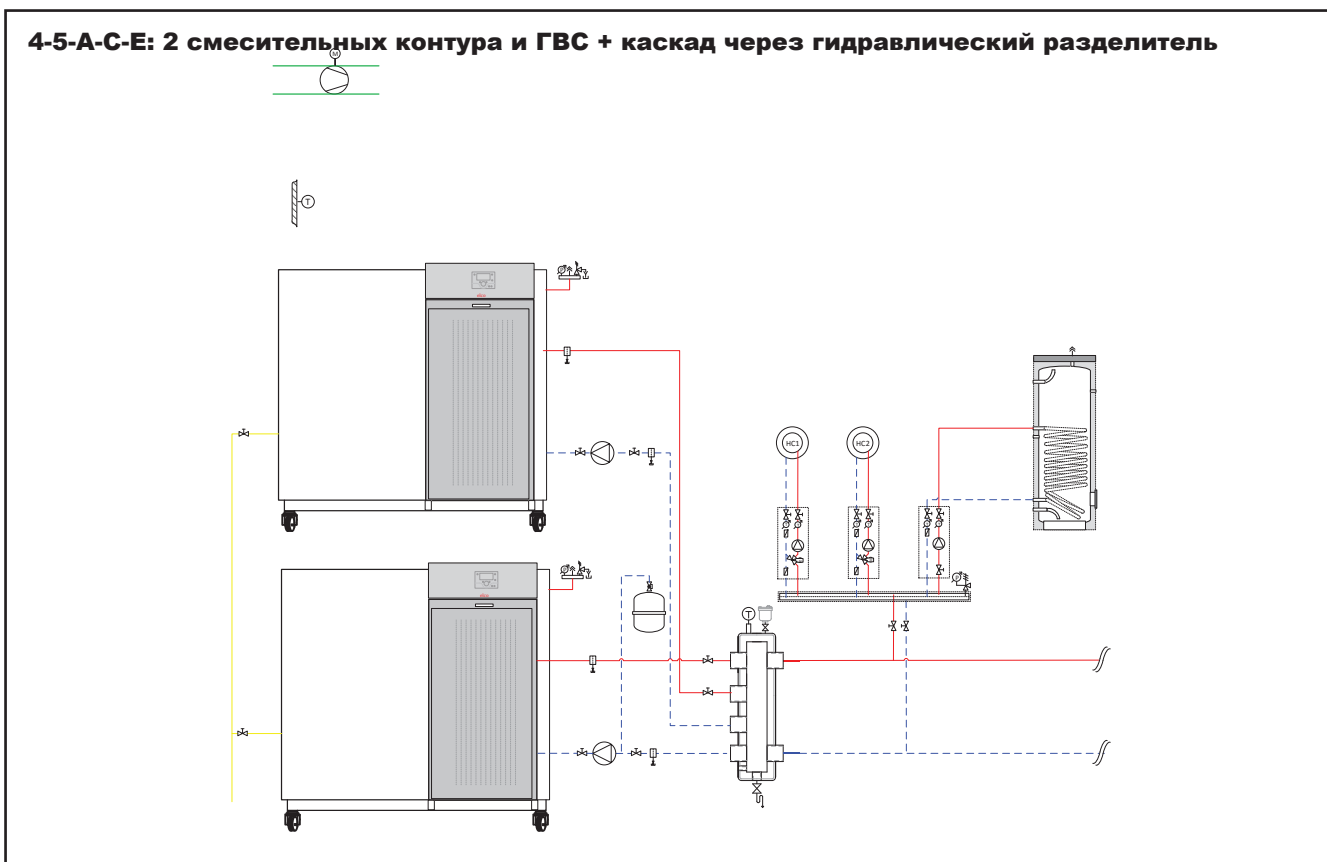 4-5-A-C-E: 2 смесительных контура и ГВС + каскад через гидравлический разделитель
M
T
HC1
HC2
T